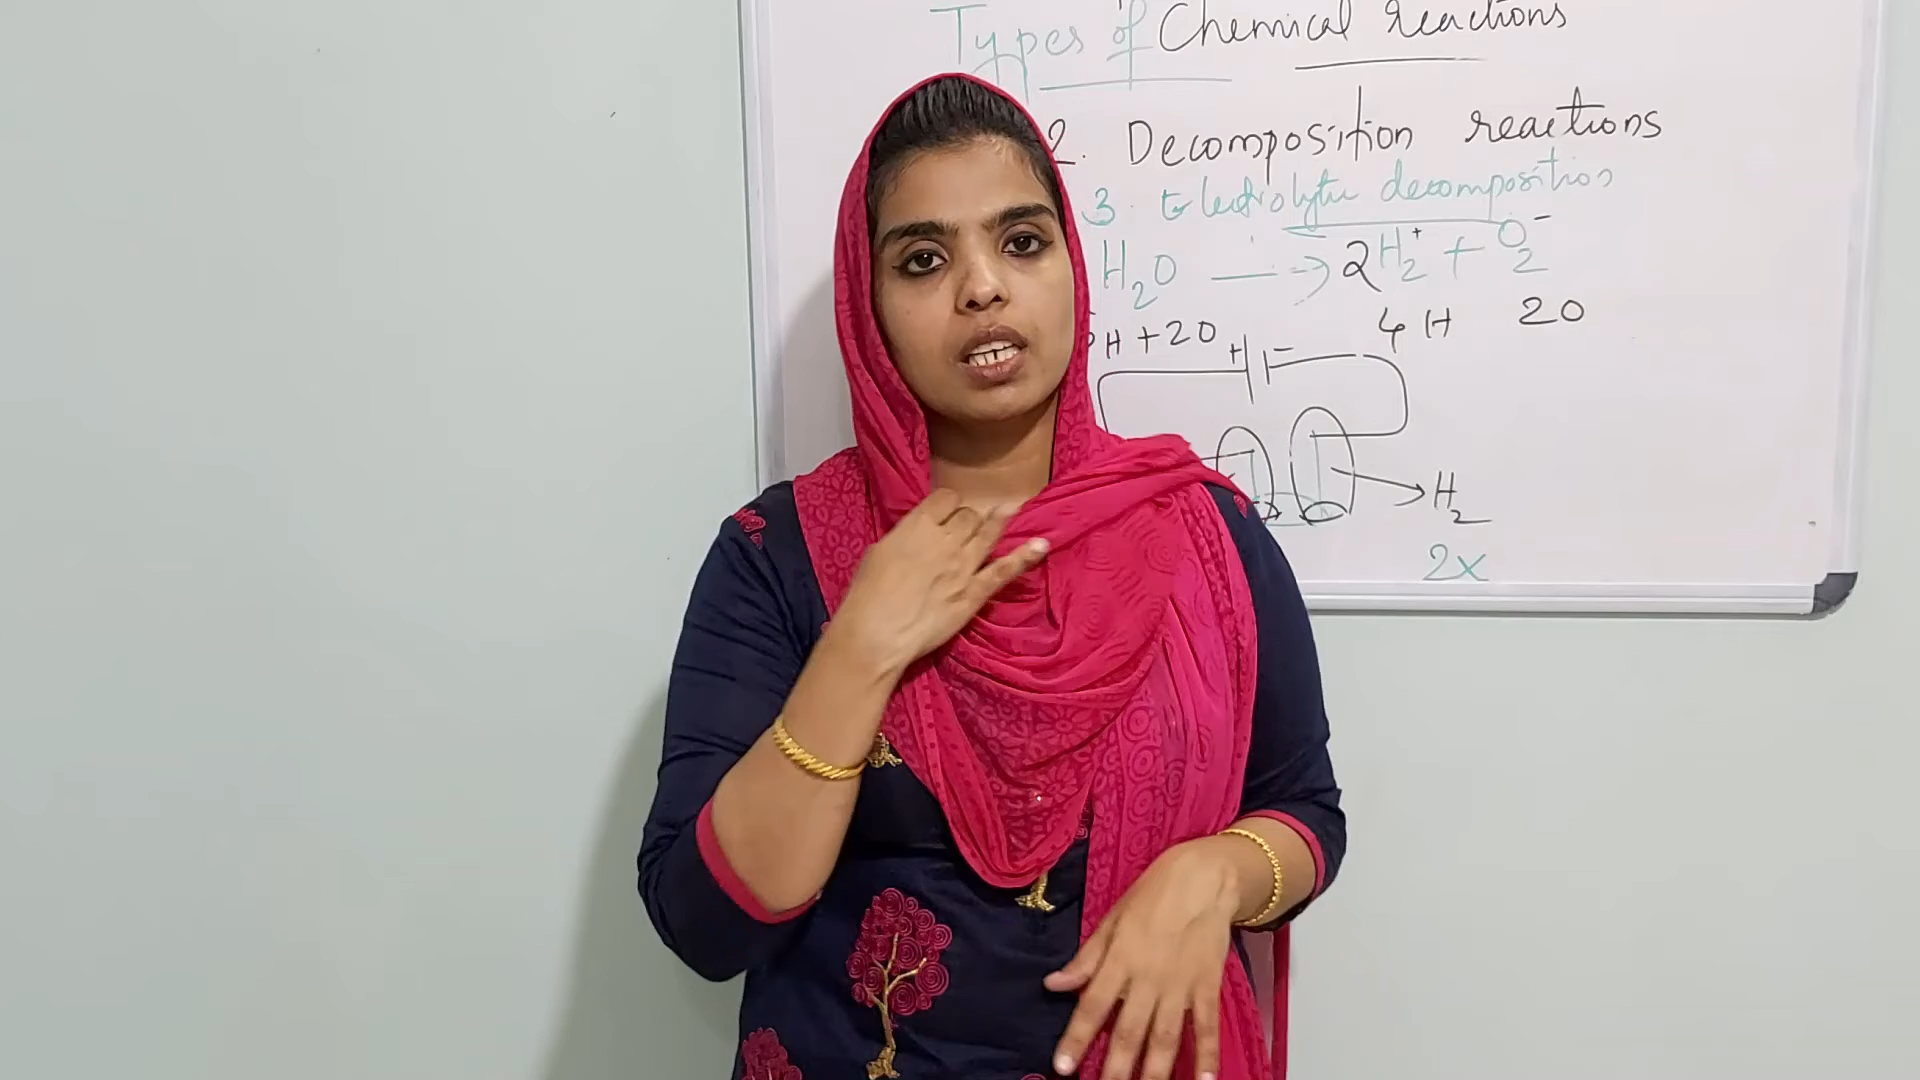 Types of Chemical reactions
2. Decomposition reactions
3. Electrolytic decomposition
H₂O → 2H₂⁺ + O₂⁻
H + 2O 4H 2O
+ -
H₂
2x